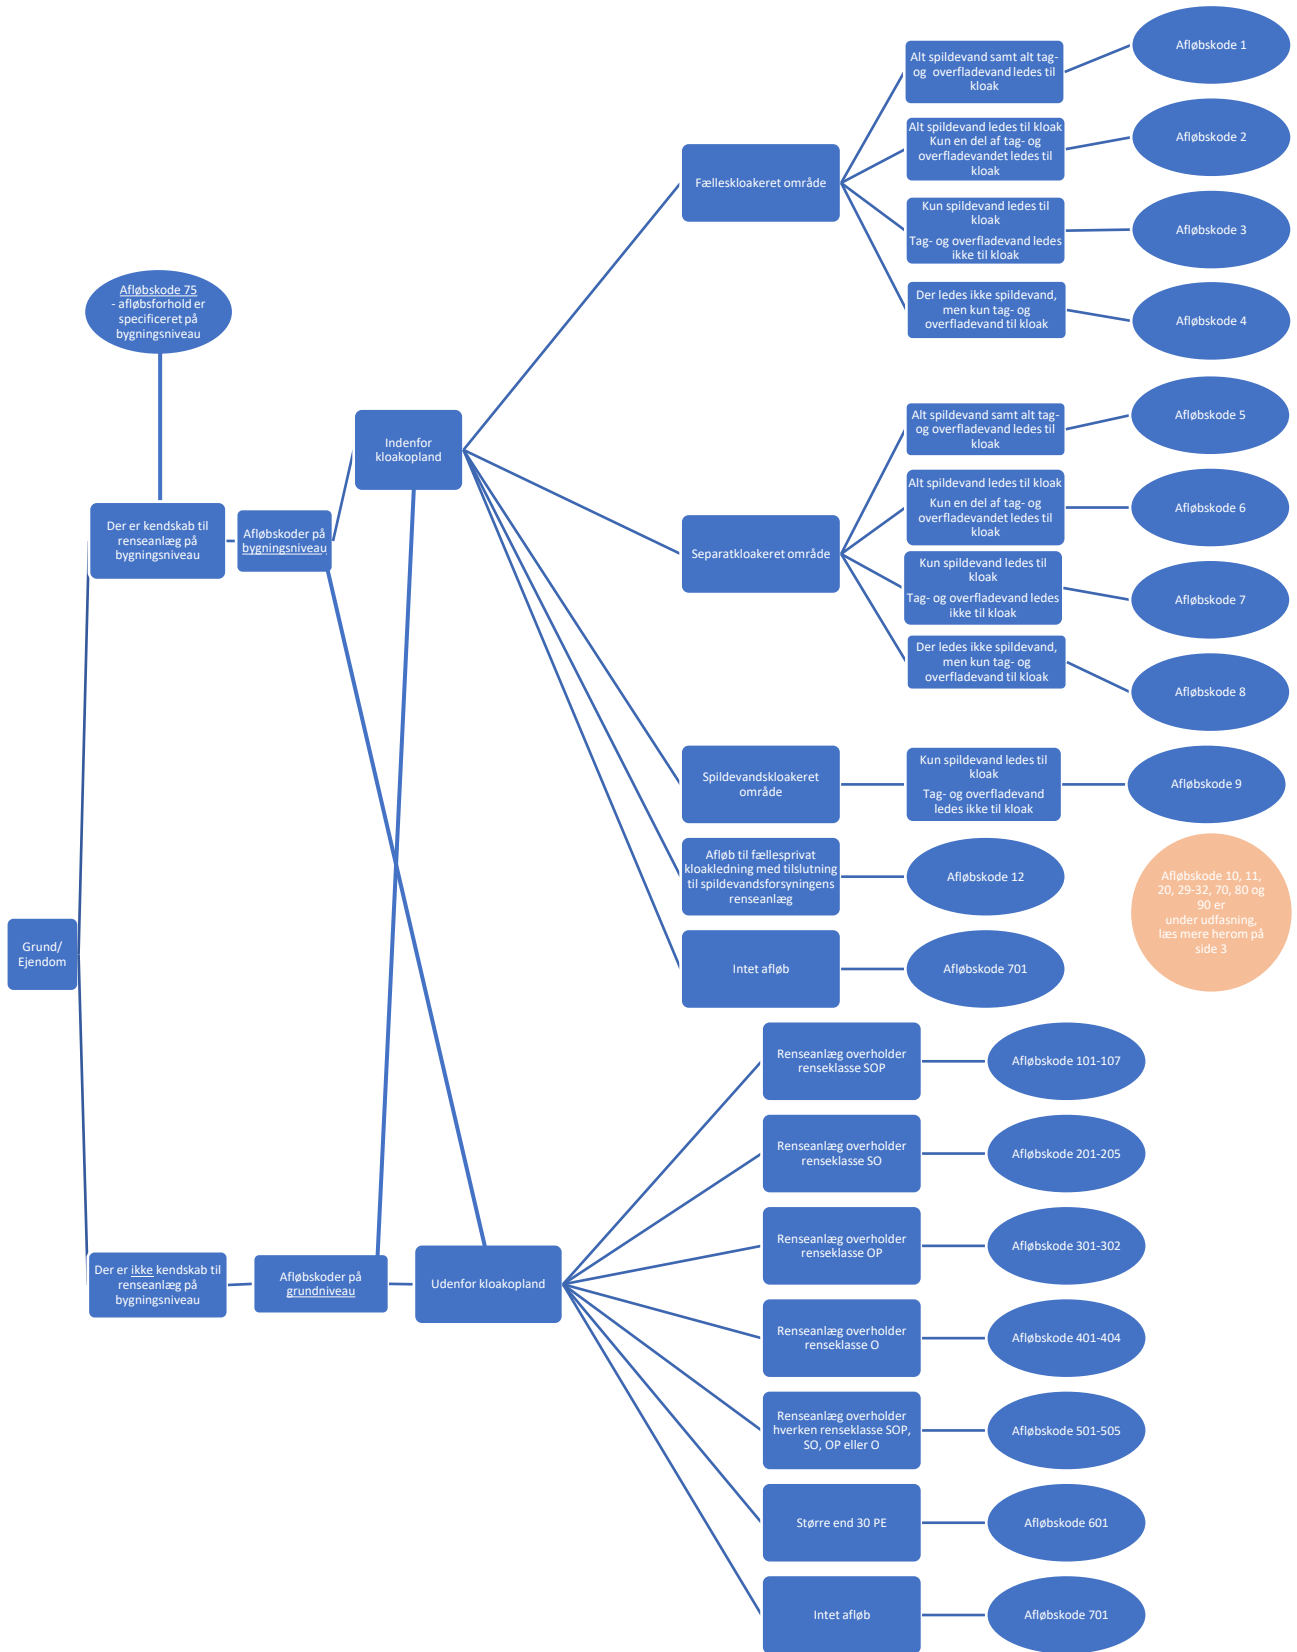 Grund/
Ejendom
Afløbskode 75
- afløbsforhold er
specificeret på
bygningsniveau
Der er kendskab til
renseanlæg på
bygningsniveau
Afløbskoder på
bygningsniveau
Der er ikke kendskab til
renseanlæg på
bygningsniveau
Afløbskoder på
grundniveau
Indenfor
kloakopland
Fælleskloakeret område
Alt spildevand samt alt tag-
og overfladevand ledes til
kloak
Afløbskode 1
Alt spildevand ledes til kloak
Kun en del af tag- og
overfladevandet ledes til
kloak
Afløbskode 2
Kun spildevand ledes til
kloak
Tag- og overfladevand ledes
ikke til kloak
Afløbskode 3
Der ledes ikke spildevand,
men kun tag- og
overfladevand til kloak
Afløbskode 4
Separatkloakeret område
Alt spildevand samt alt tag-
og overfladevand ledes til
kloak
Afløbskode 5
Alt spildevand ledes til kloak
Kun en del af tag- og
overfladevandet ledes til
kloak
Afløbskode 6
Kun spildevand ledes til
kloak
Tag- og overfladevand ledes
ikke til kloak
Afløbskode 7
Der ledes ikke spildevand,
men kun tag- og
overfladevand til kloak
Afløbskode 8
Spildevandskloakeret
område
Kun spildevand ledes til
kloak
Tag- og overfladevand
ledes ikke til kloak
Afløbskode 9
Afløb til fællesprivat
kloakledning med tilslutning
til spildevandsforsyningens
renseanlæg
Afløbskode 12
Afløbskode 10, 11,
20, 29-32, 70, 80 og
90 er
under udfasning,
læs mere herom på
side 3
Intet afløb
Afløbskode 701
Udenfor kloakopland
Renseanlæg overholder
renseklasse SOP
Afløbskode 101-107
Renseanlæg overholder
renseklasse SO
Afløbskode 201-205
Renseanlæg overholder
renseklasse OP
Afløbskode 301-302
Renseanlæg overholder
renseklasse O
Afløbskode 401-404
Renseanlæg overholder
hverken renseklasse SOP,
SO, OP eller O
Afløbskode 501-505
Større end 30 PE
Afløbskode 601
Intet afløb
Afløbskode 701